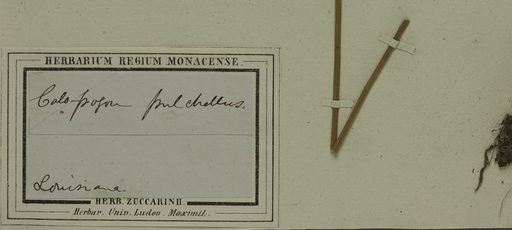 HERBARIUM REGIUM MONACENSE.
Calopogon pulchellus.
Louisiana.
HERB. ZUCCARINII.
Herbar. Univ. Ludov. Maximil.